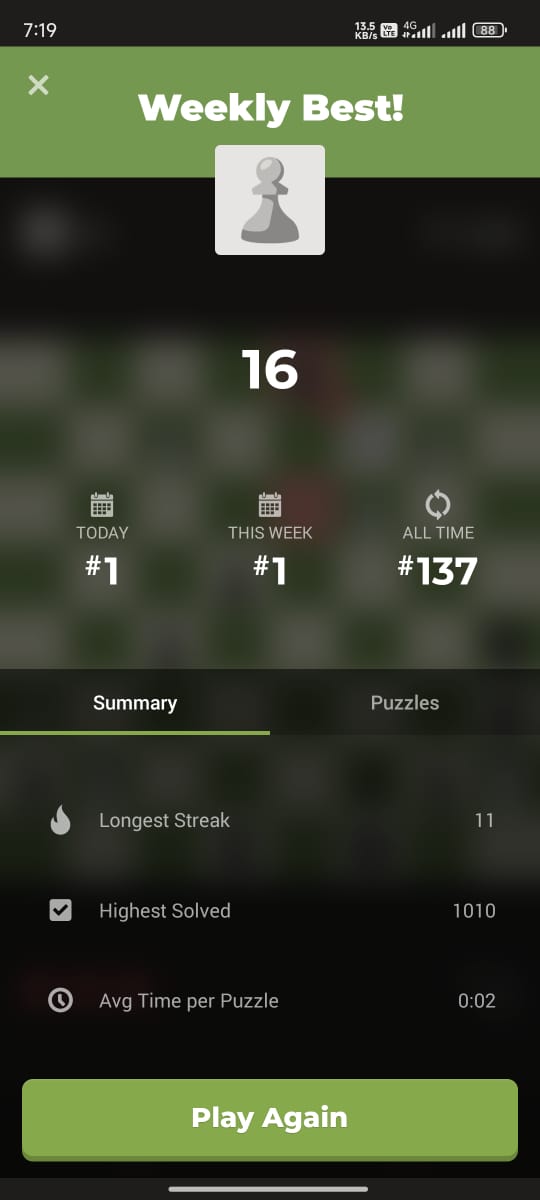 7:19
13.5 KB/s Vo LTE 4G 88
Weekly Best!
16
TODAY THIS WEEK ALL TIME
#1 #1 #137
Summary Puzzles
Longest Streak 11
Highest Solved 1010
Avg Time per Puzzle 0:02
Play Again